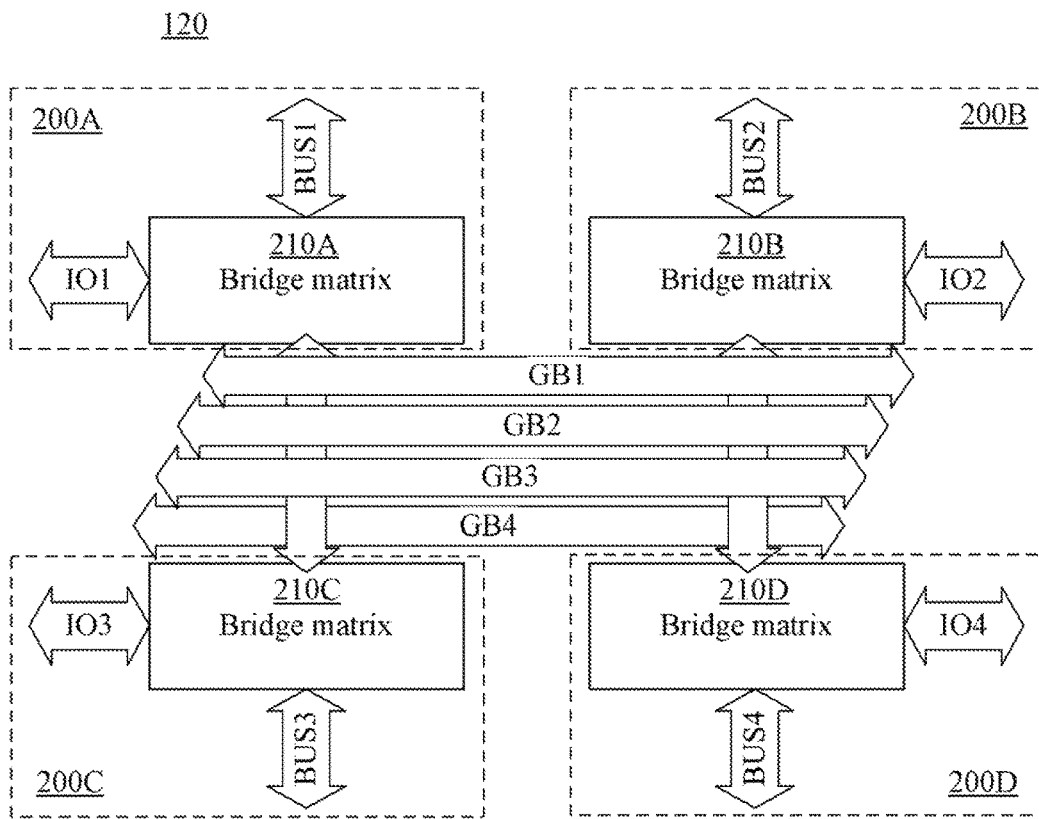 120
200A
BUS1
210A
Bridge matrix
IO1
200B
BUS2
210B
Bridge matrix
IO2
GB1
GB2
GB3
GB4
210C
Bridge matrix
IO3
BUS3
200C
210D
Bridge matrix
IO4
BUS4
200D